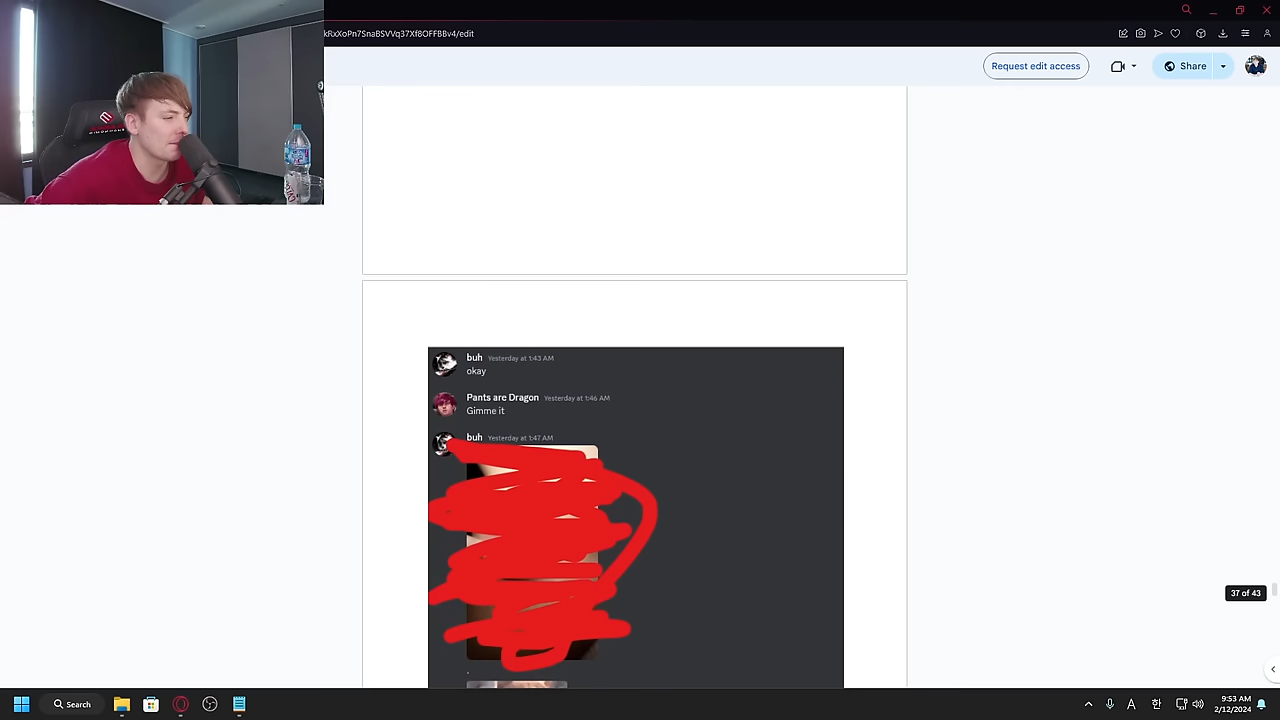 kRxXoPn7SnaBSVVq37Xf8OFFBBv4/edit
Request edit access
Share
buh Yesterday at 1:43 AM
okay
Pants are Dragon Yesterday at 1:46 AM
Gimme it
buh Yesterday at 1:47 AM
.
37 of 43
Search
A
9:53 AM
2/12/2024